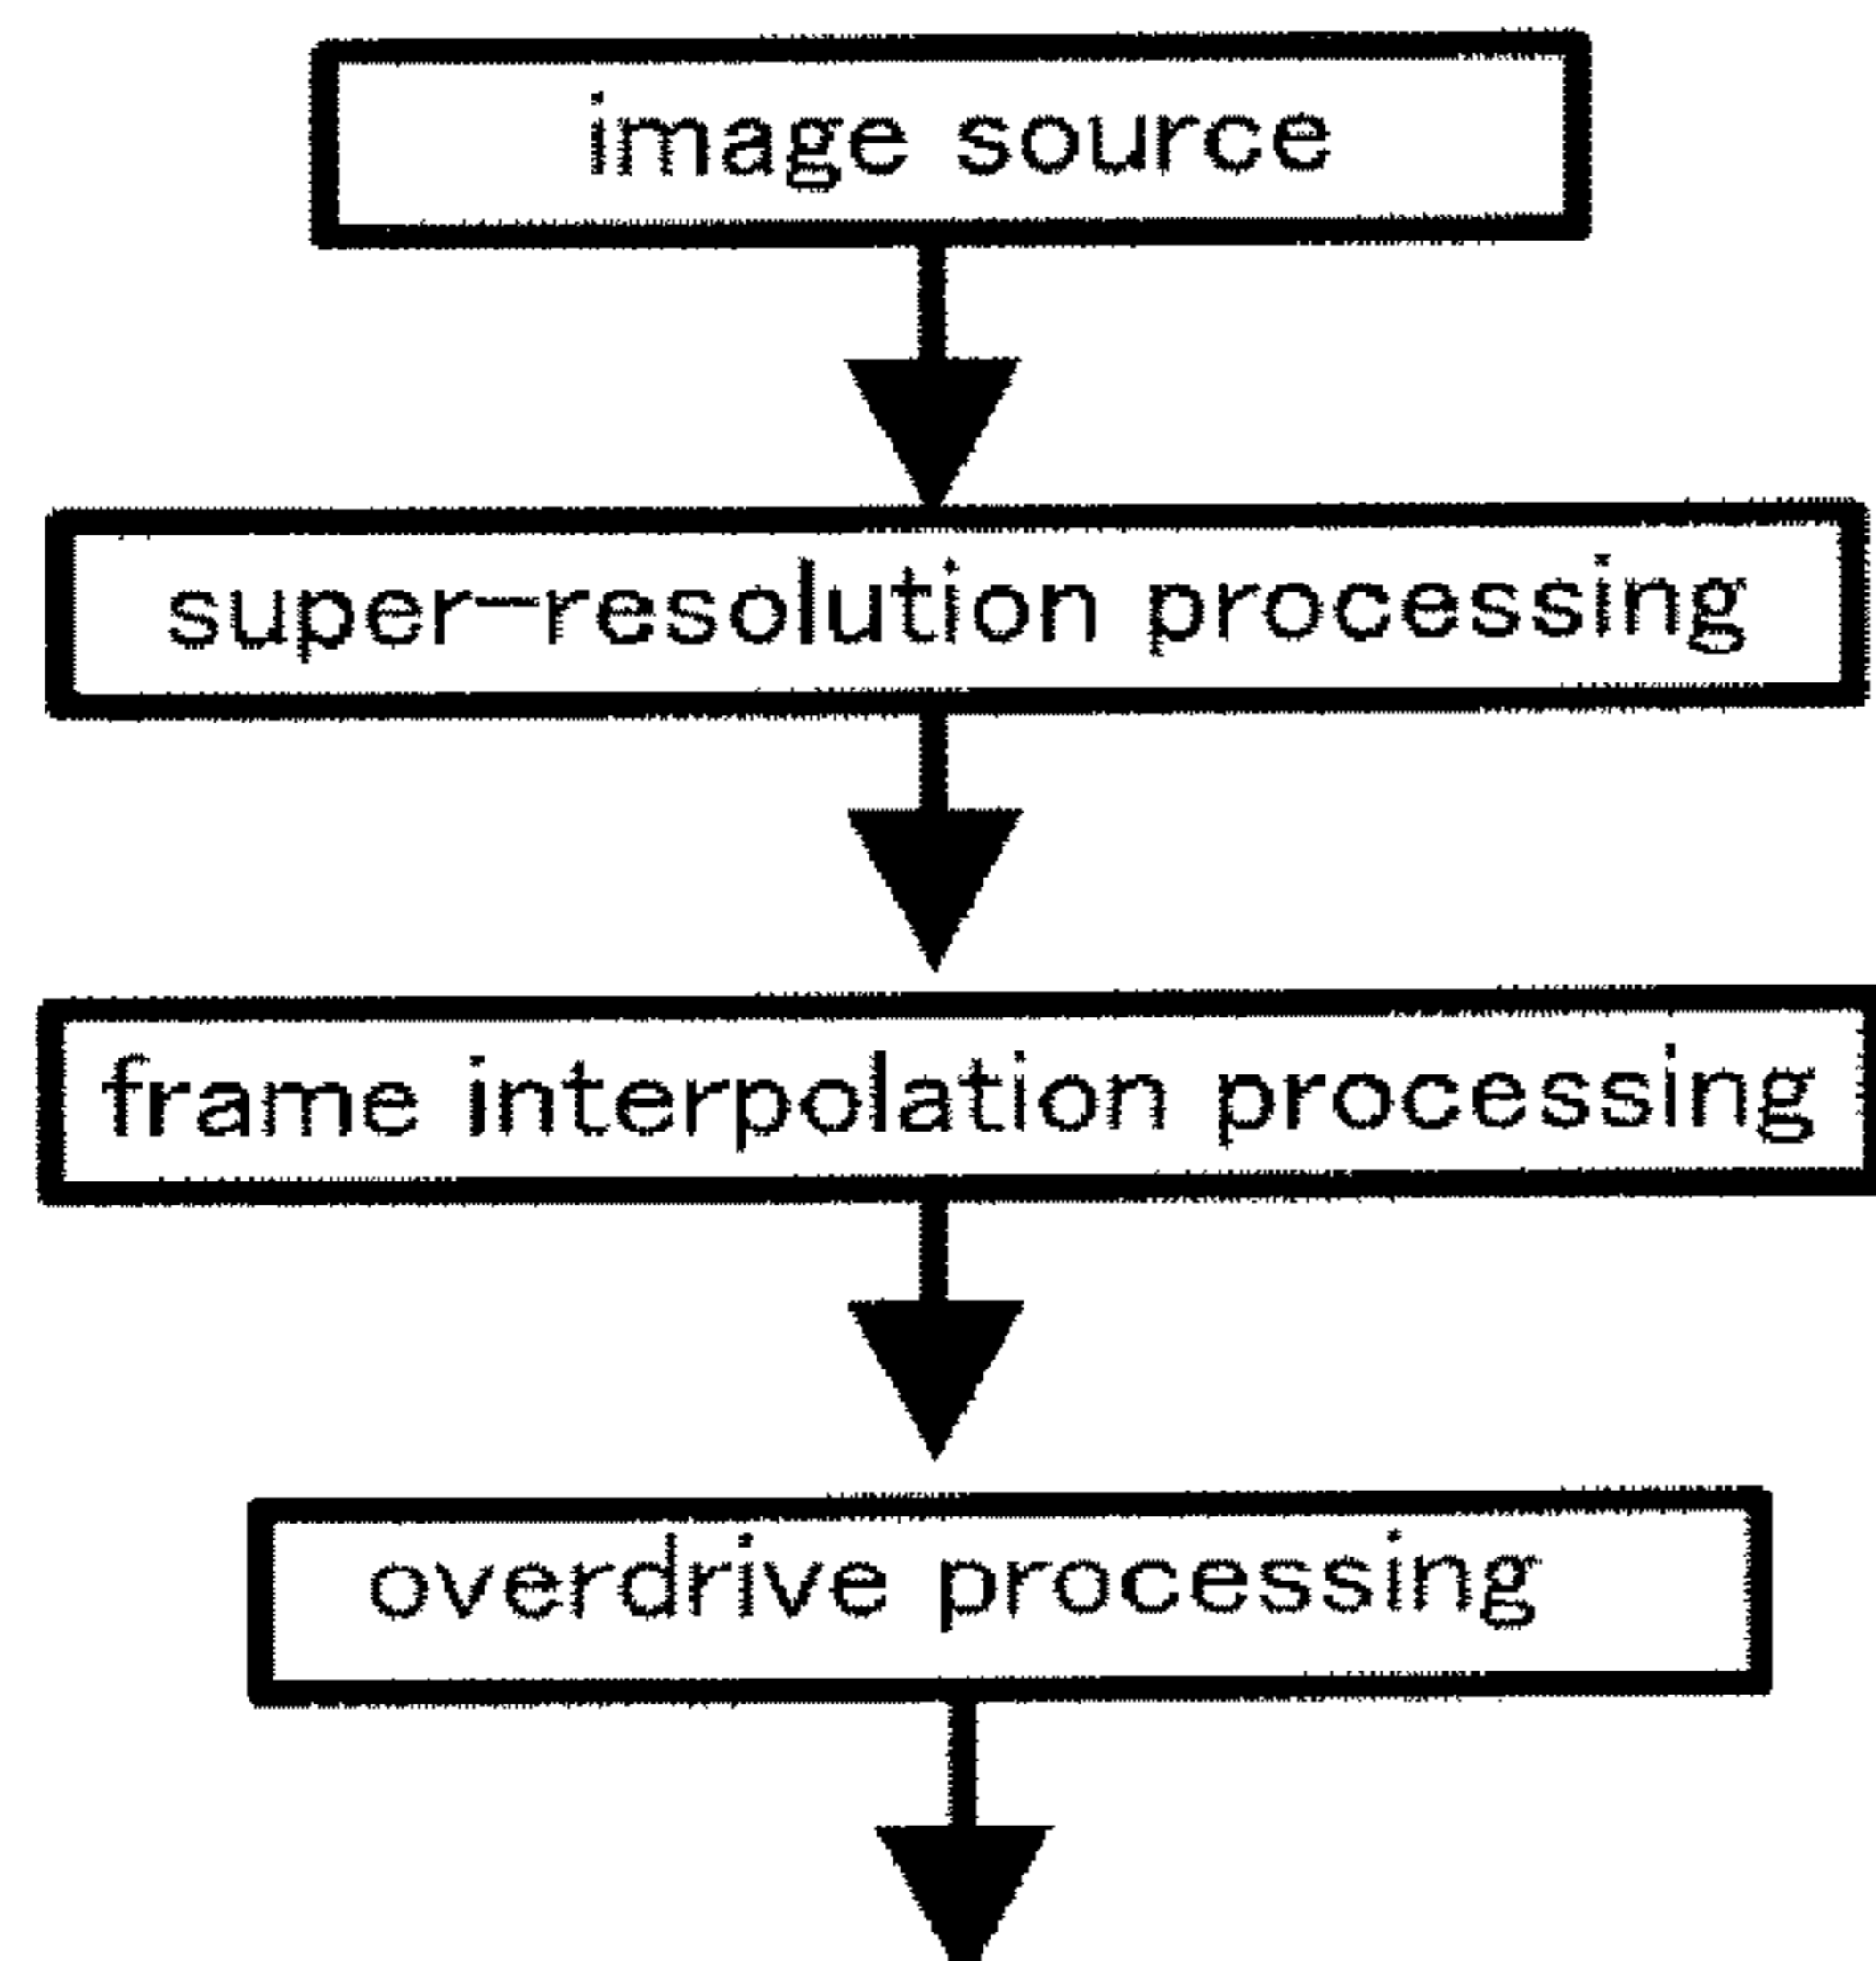 image source
super-resolution processing
frame interpolation processing
overdrive processing